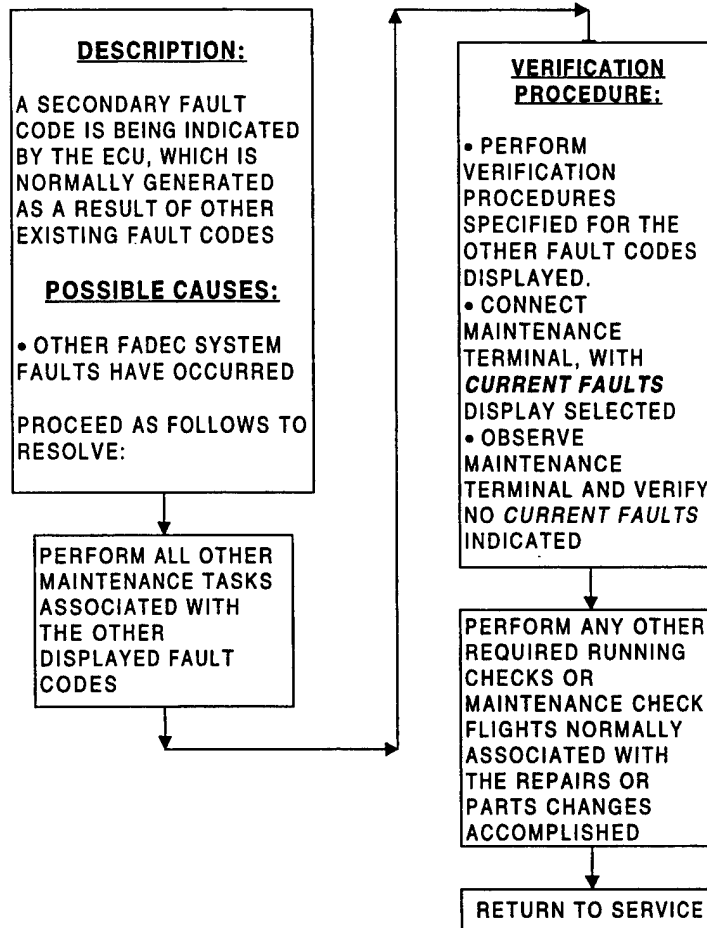 DESCRIPTION:
A SECONDARY FAULT
CODE IS BEING INDICATED
BY THE ECU, WHICH IS
NORMALLY GENERATED
AS A RESULT OF OTHER
EXISTING FAULT CODES
POSSIBLE CAUSES:
• OTHER FADEC SYSTEM
FAULTS HAVE OCCURRED
PROCEED AS FOLLOWS TO
RESOLVE:
PERFORM ALL OTHER
MAINTENANCE TASKS
ASSOCIATED WITH
THE OTHER
DISPLAYED FAULT
CODES
VERIFICATION
PROCEDURE:
• PERFORM
VERIFICATION
PROCEDURES
SPECIFIED FOR THE
OTHER FAULT CODES
DISPLAYED.
• CONNECT
MAINTENANCE
TERMINAL, WITH
CURRENT FAULTS
DISPLAY SELECTED
• OBSERVE
MAINTENANCE
TERMINAL AND VERIFY
NO CURRENT FAULTS
INDICATED
PERFORM ANY OTHER
REQUIRED RUNNING
CHECKS OR
MAINTENANCE CHECK
FLIGHTS NORMALLY
ASSOCIATED WITH
THE REPAIRS OR
PARTS CHANGES
ACCOMPLISHED
RETURN TO SERVICE